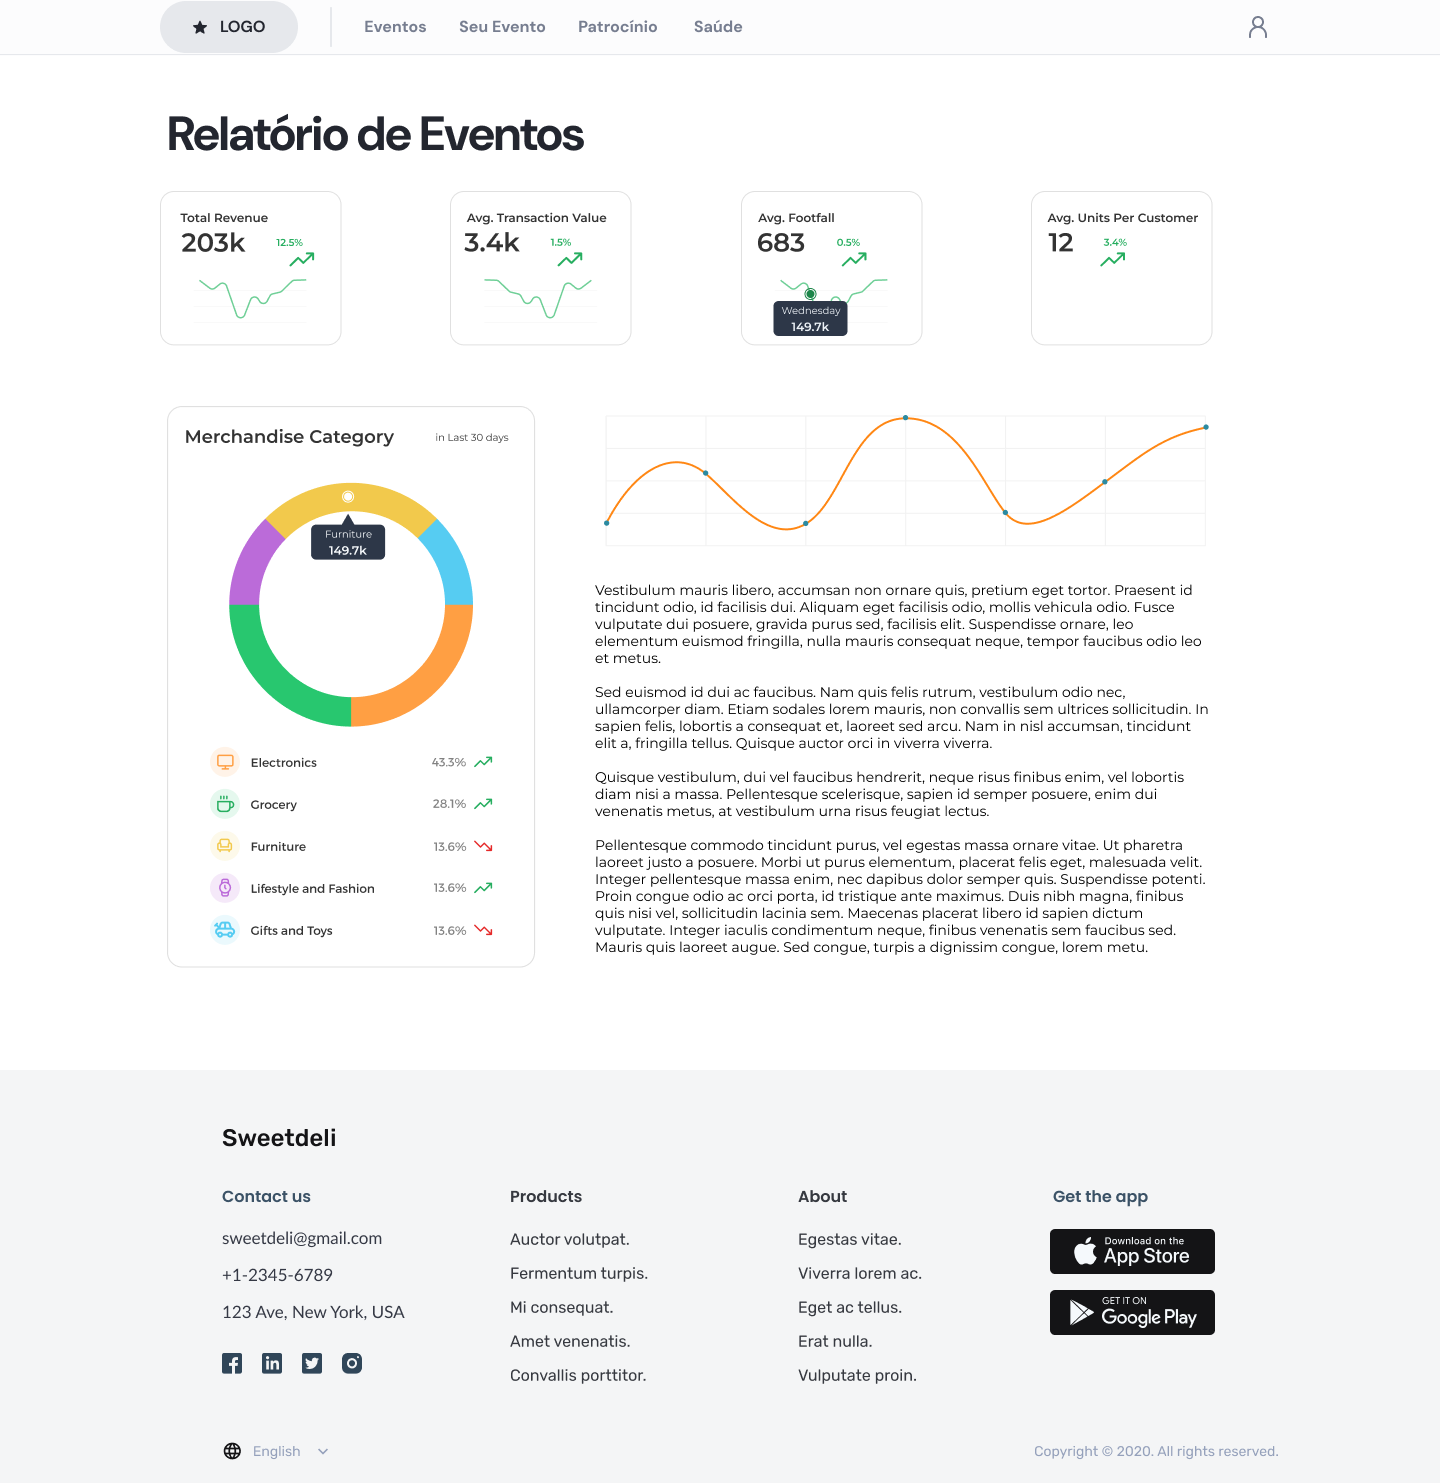 LOGO
Eventos
Seu Evento
Patrocínio
Saúde
Relatório de Eventos
Total Revenue
203k
12.5%
Avg. Transaction Value
3.4k
1.5%
Avg. Footfall
683
0.5%
Wednesday
149.7k
Avg. Units Per Customer
12
3.4%
Merchandise Category
in Last 30 days
Furniture
149.7k
Electronics
43.3%
Grocery
28.1%
Furniture
13.6%
Lifestyle and Fashion
13.6%
Gifts and Toys
13.6%
Vestibulum mauris libero, accumsan non ornare quis, pretium eget tortor. Praesent id
tincidunt odio, id facilisis dui. Aliquam eget facilisis odio, mollis vehicula odio. Fusce
vulputate dui posuere, gravida purus sed, facilisis elit. Suspendisse ornare, leo
elementum euismod fringilla, nulla mauris consequat neque, tempor faucibus odio leo
et metus.
Sed euismod id dui ac faucibus. Nam quis felis rutrum, vestibulum odio nec,
ullamcorper diam. Etiam sodales lorem mauris, non convallis sem ultrices sollicitudin. In
sapien felis, lobortis a consequat et, laoreet sed arcu. Nam in nisl accumsan, tincidunt
elit a, fringilla tellus. Quisque auctor orci in viverra viverra.
Quisque vestibulum, dui vel faucibus hendrerit, neque risus finibus enim, vel lobortis
diam nisi a massa. Pellentesque scelerisque, sapien id semper posuere, enim dui
venenatis metus, at vestibulum urna risus feugiat lectus.
Pellentesque commodo tincidunt purus, vel egestas massa ornare vitae. Ut pharetra
laoreet justo a posuere. Morbi ut purus elementum, placerat felis eget, malesuada velit.
Integer pellentesque massa enim, nec dapibus dolor semper quis. Suspendisse potenti.
Proin congue odio ac orci porta, id tristique ante maximus. Duis nibh magna, finibus
quis nisi vel, sollicitudin lacinia sem. Maecenas placerat libero id sapien dictum
vulputate. Integer iaculis condimentum neque, finibus venenatis sem faucibus sed.
Mauris quis laoreet augue. Sed congue, turpis a dignissim congue, lorem metu.
Sweetdeli
Contact us
sweetdeli@gmail.com
+1-2345-6789
123 Ave, New York, USA
Products
Auctor volutpat.
Fermentum turpis.
Mi consequat.
Amet venenatis.
Convallis porttitor.
About
Egestas vitae.
Viverra lorem ac.
Eget ac tellus.
Erat nulla.
Vulputate proin.
Get the app
Download on the
App Store
GET IT ON
Google Play
English
Copyright © 2020. All rights reserved.